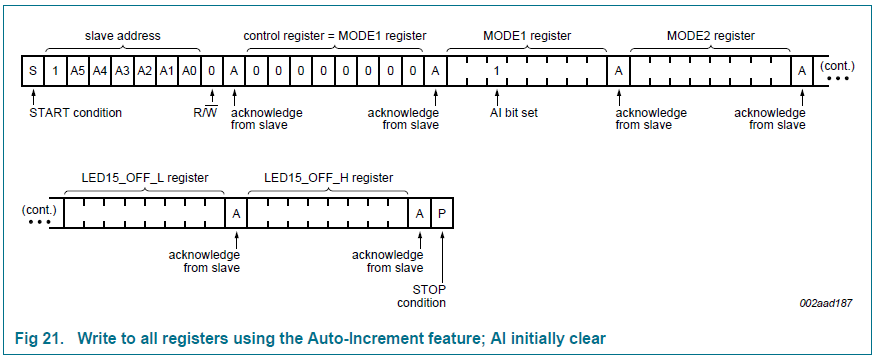 slave address control register = MODE1 register MODE1 register MODE2 register
S 1 A5 A4 A3 A2 A1 A0 0 A 0 0 0 0 0 0 0 0 A 1 A A (cont.)
START condition R/W acknowledge from slave acknowledge from slave AI bit set acknowledge from slave acknowledge from slave
LED15_OFF_L register LED15_OFF_H register
(cont.) A A P
acknowledge from slave acknowledge from slave
STOP condition
002aad187
Fig 21. Write to all registers using the Auto-Increment feature; AI initially clear